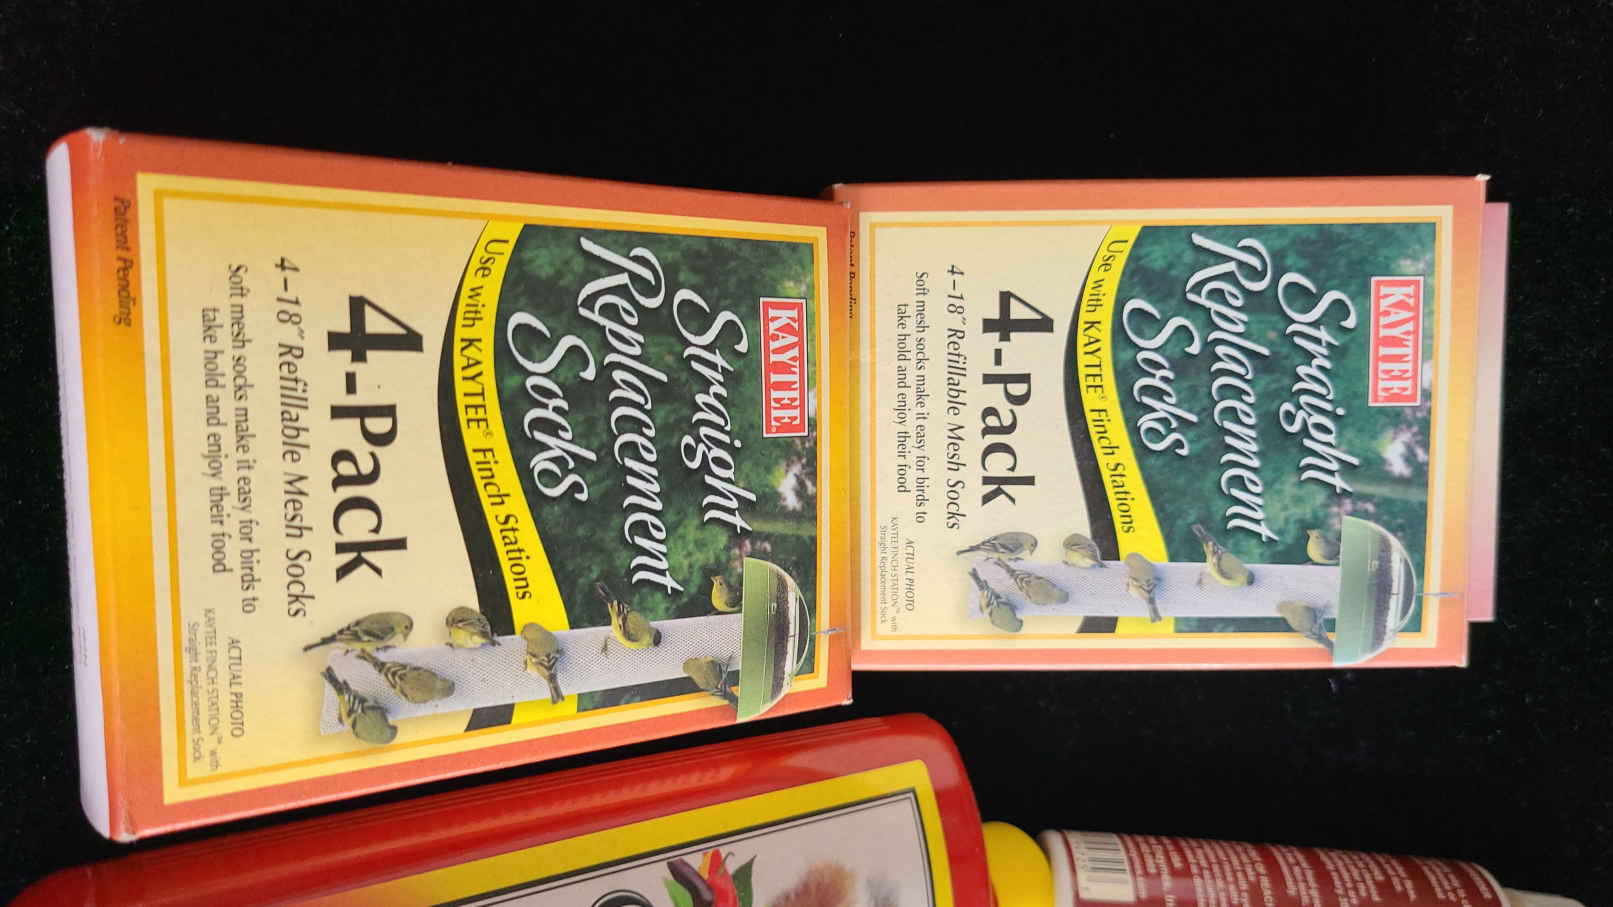 KAYTEE
Straight
Replacement
Socks
Use with KAYTEE® Finch Stations
4-Pack
4–18″ Refillable Mesh Socks
Soft mesh socks make it easy for birds to
take hold and enjoy their food
ACTUAL PHOTO
KAYTEE FINCH STATION™ with
Straight Replacement Sock
Patent Pending
KAYTEE
Straight
Replacement
Socks
Use with KAYTEE® Finch Stations
4-Pack
4–18″ Refillable Mesh Socks
Soft mesh socks make it easy for birds to
take hold and enjoy their food
ACTUAL PHOTO
KAYTEE FINCH STATION™ with
Straight Replacement Sock
Patent Pending